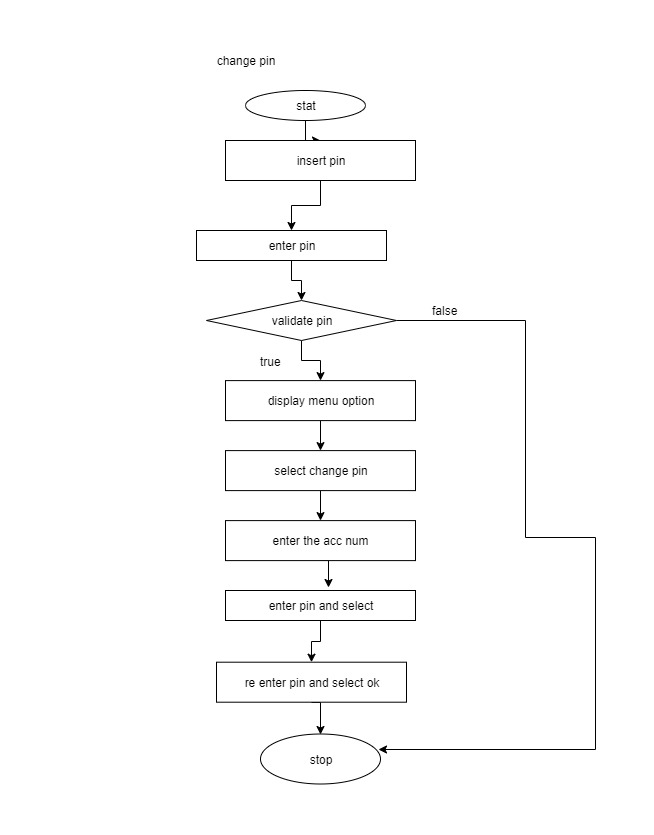 change pin
stat
insert pin
enter pin
validate pin
false
true
display menu option
select change pin
enter the acc num
enter pin and select
re enter pin and select ok
stop